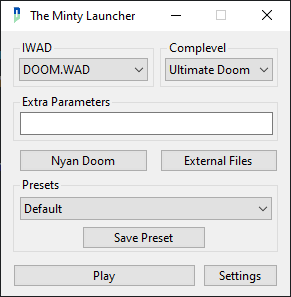 The Minty Launcher
IWAD
Complevel
DOOM.WAD
Ultimate Doom
Extra Parameters
Nyan Doom
External Files
Presets
Default
Save Preset
Play
Settings